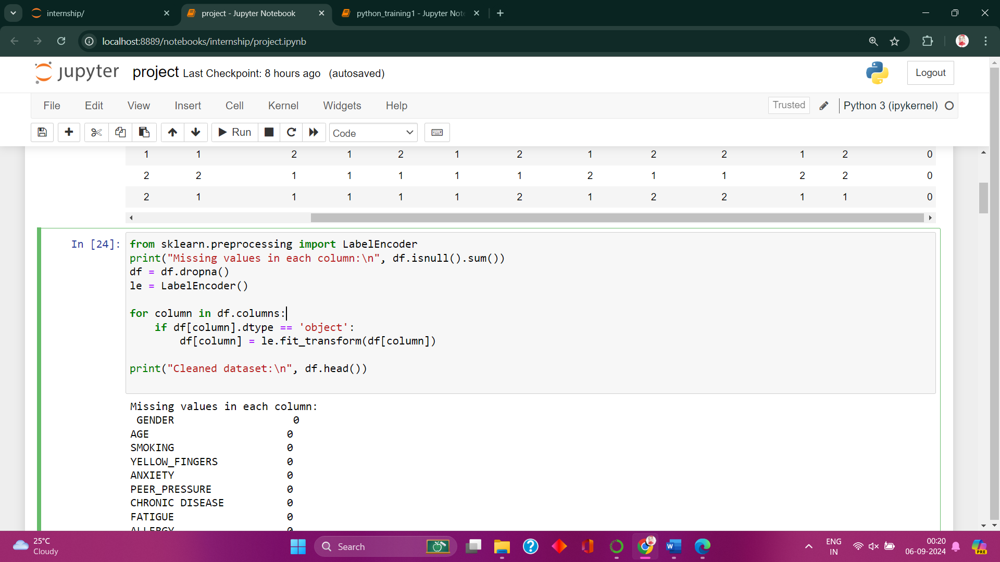 internship/
project - Jupyter Notebook
python_training1 - Jupyter Note
localhost:8889/notebooks/internship/project.ipynb
jupyter project Last Checkpoint: 8 hours ago (autosaved)
Logout
File Edit View Insert Cell Kernel Widgets Help
Trusted
Python 3 (ipykernel)
Run
Code
1 1 2 1 2 1 2 1 2 2 1 2 0
2 2 1 1 1 1 1 2 1 1 2 2 0
2 1 1 1 1 1 2 1 2 2 1 1 0
In [24]: from sklearn.preprocessing import LabelEncoder
print("Missing values in each column:\n", df.isnull().sum())
df = df.dropna()
le = LabelEncoder()
for column in df.columns:
    if df[column].dtype == 'object':
        df[column] = le.fit_transform(df[column])
print("Cleaned dataset:\n", df.head())
Missing values in each column:
 GENDER 0
AGE 0
SMOKING 0
YELLOW_FINGERS 0
ANXIETY 0
PEER_PRESSURE 0
CHRONIC DISEASE 0
FATIGUE 0
ALLERGY 0
25°C
Cloudy
Search
ENG
IN
00:20
06-09-2024
PRE